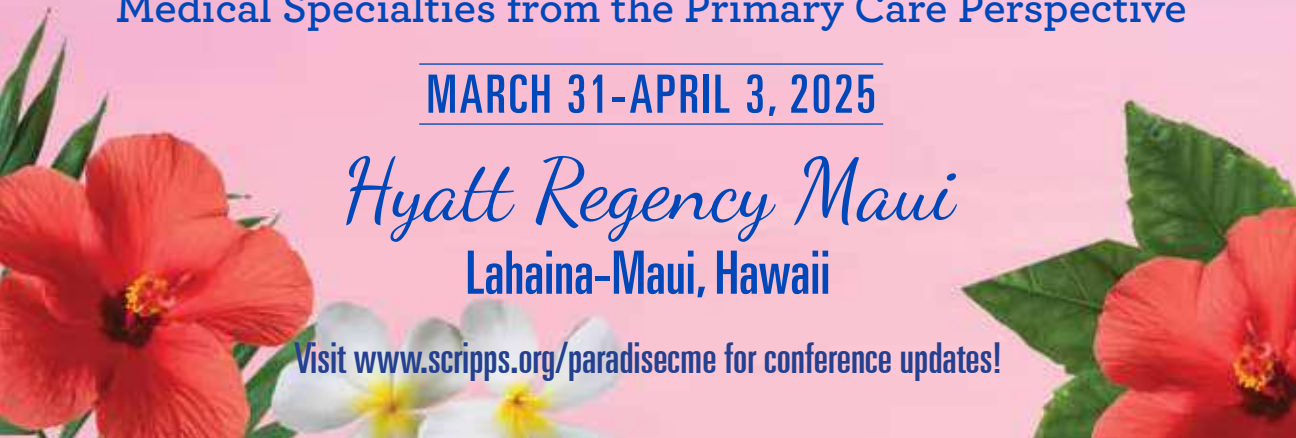 Medical Specialties from the Primary Care Perspective
MARCH 31-APRIL 3, 2025
Hyatt Regency Maui
Lahaina-Maui, Hawaii
Visit www.scripps.org/paradisecme for conference updates!